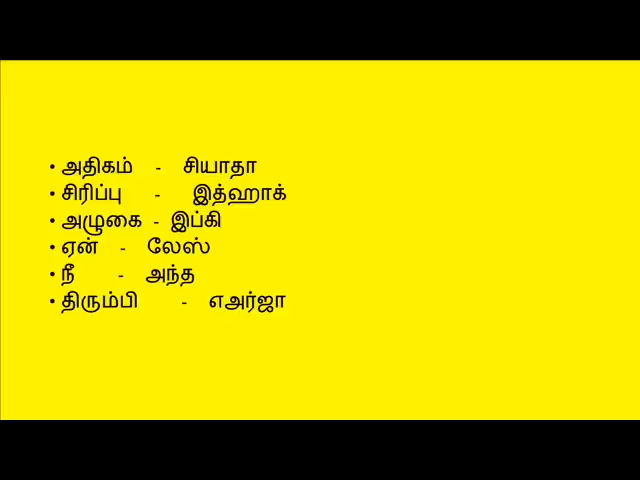 • அதிகம் - சியாதா
• சிரிப்பு - இத்ஹாக்
• அழுகை - இப்கி
• ஏன் - லேஸ்
• நீ - அந்த
• திரும்பி - எஅர்ஜா